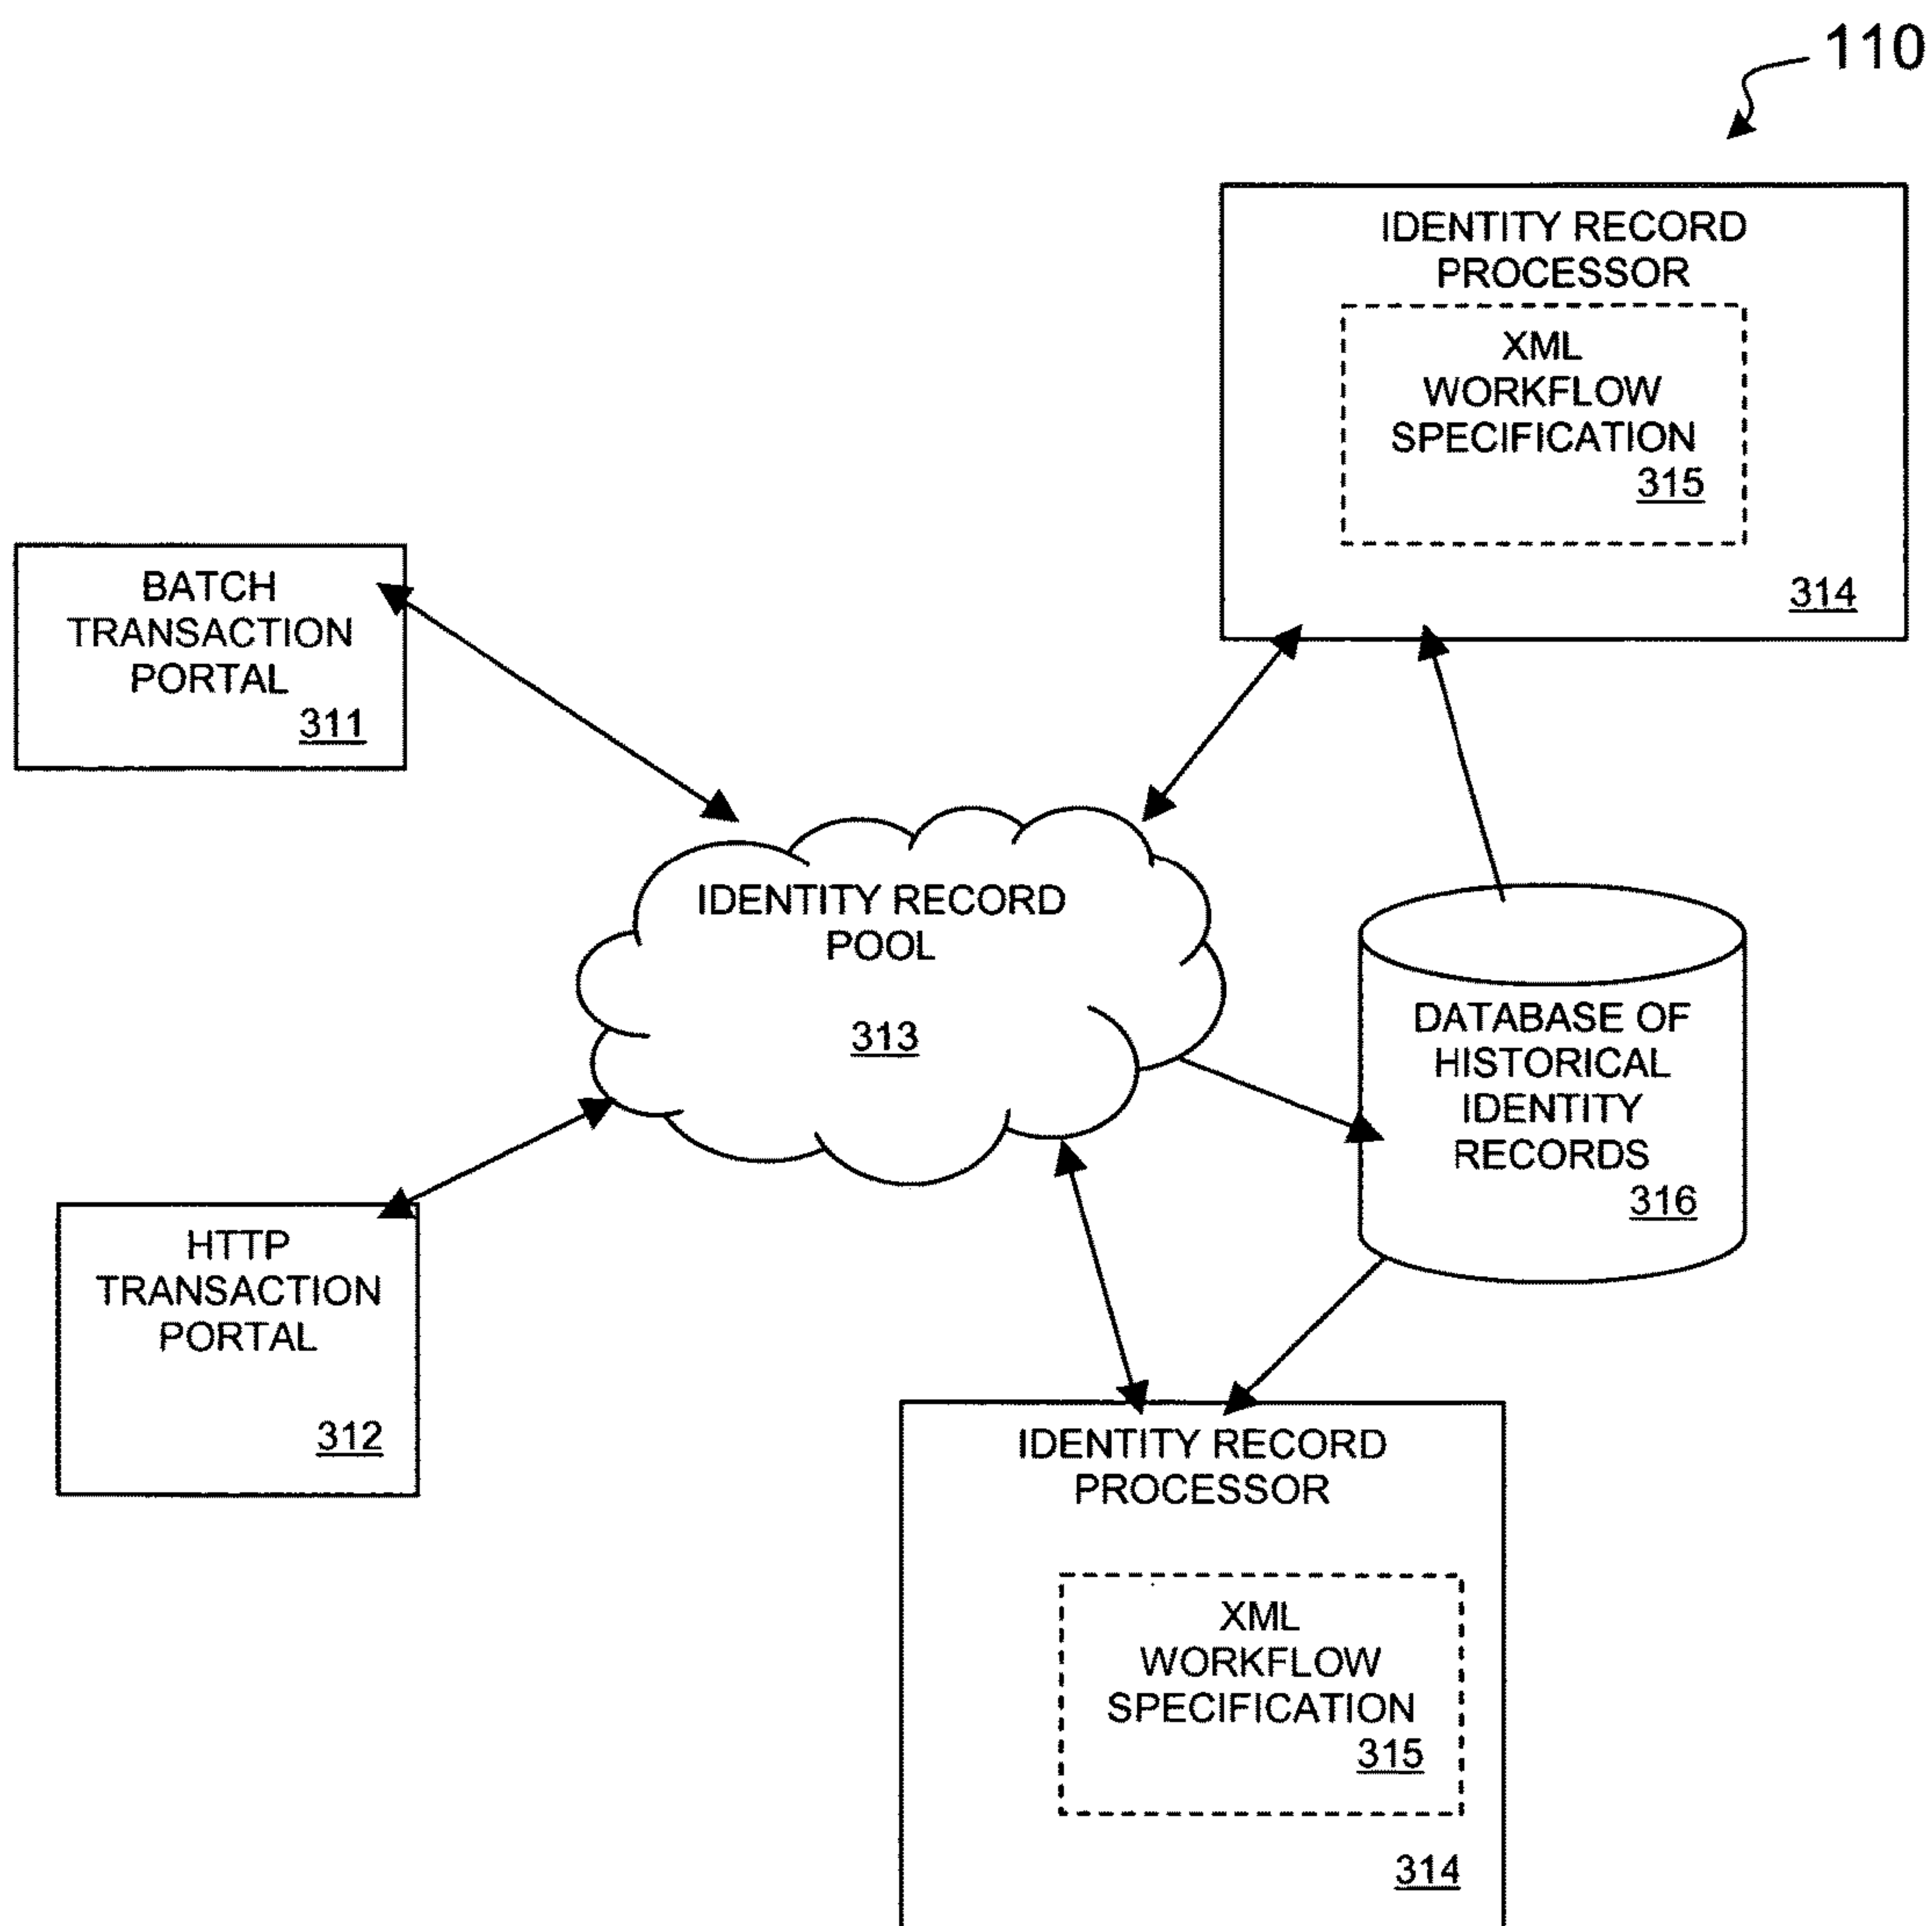 110
IDENTITY RECORD
PROCESSOR
XML
WORKFLOW
SPECIFICATION
315
314
BATCH
TRANSACTION
PORTAL
311
IDENTITY RECORD
POOL
313
DATABASE OF
HISTORICAL
IDENTITY
RECORDS
316
HTTP
TRANSACTION
PORTAL
312
IDENTITY RECORD
PROCESSOR
XML
WORKFLOW
SPECIFICATION
315
314